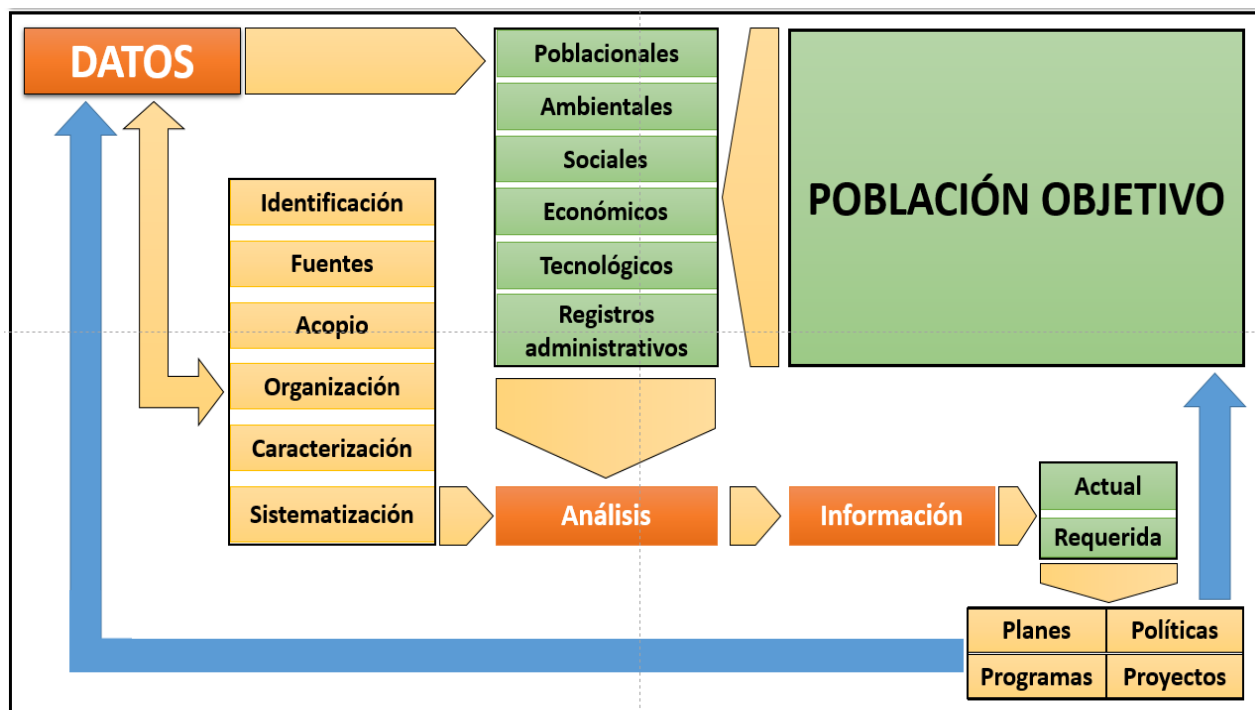 DATOS
Poblacionales
Ambientales
Sociales
Económicos
Tecnológicos
Registros
administrativos
POBLACIÓN OBJETIVO
Identificación
Fuentes
Acopio
Organización
Caracterización
Sistematización
Análisis
Información
Actual
Requerida
Planes
Políticas
Programas
Proyectos